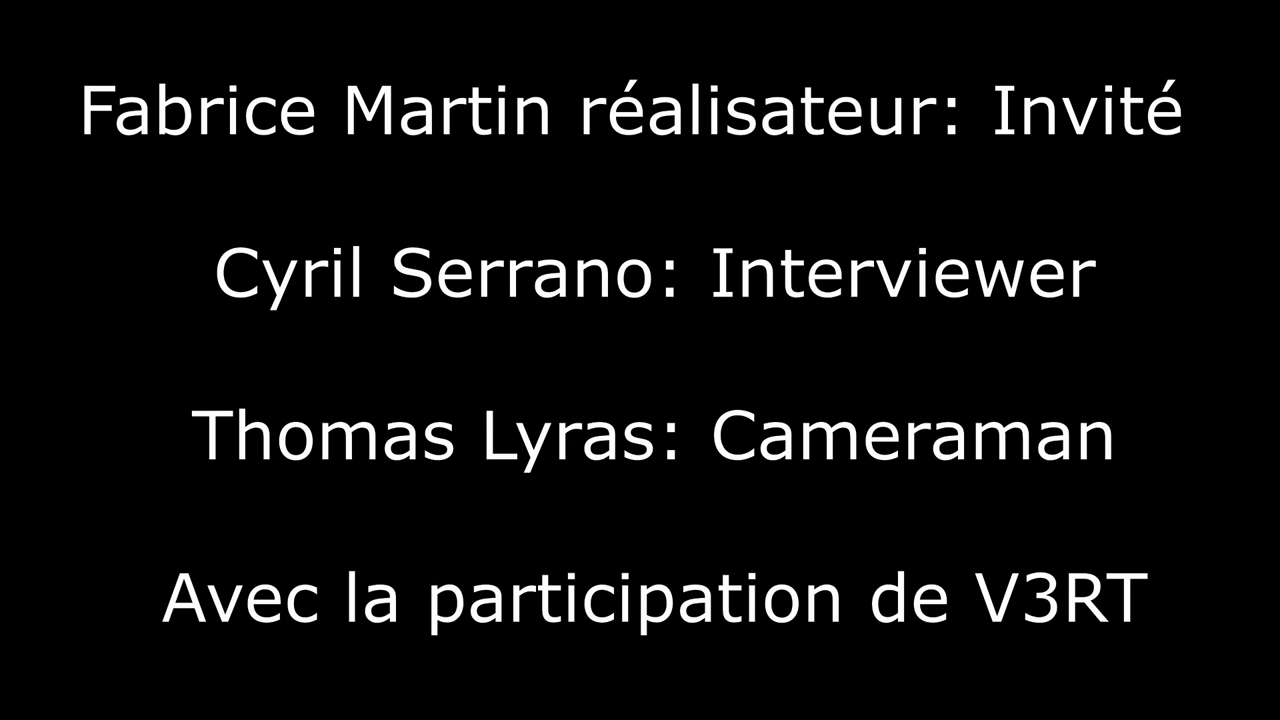 Fabrice Martin réalisateur: Invité
Cyril Serrano: Interviewer
Thomas Lyras: Cameraman
Avec la participation de V3RT